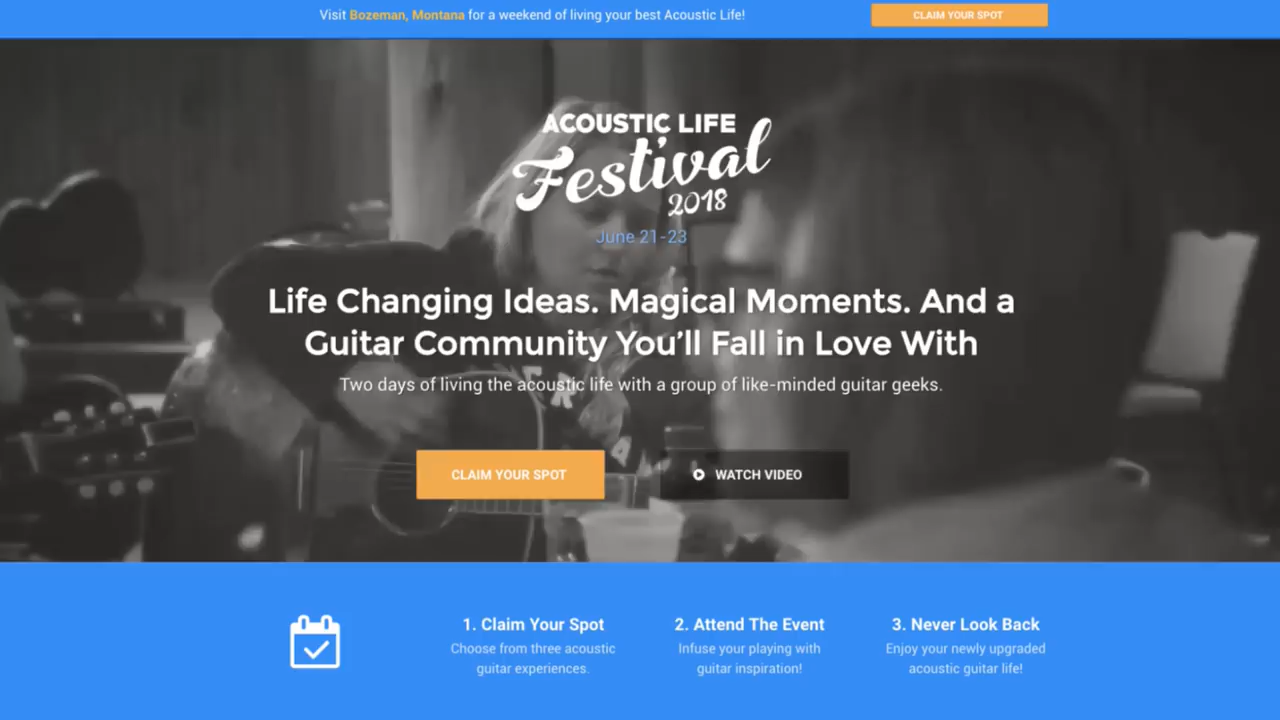 Visit Bozeman, Montana for a weekend of living your best Acoustic Life!
CLAIM YOUR SPOT
ACOUSTIC LIFE
Festival
2018
June 21-23
Life Changing Ideas. Magical Moments. And a
Guitar Community You’ll Fall in Love With
Two days of living the acoustic life with a group of like-minded guitar geeks.
CLAIM YOUR SPOT
WATCH VIDEO
1. Claim Your Spot
Choose from three acoustic
guitar experiences.
2. Attend The Event
Infuse your playing with
guitar inspiration!
3. Never Look Back
Enjoy your newly upgraded
acoustic guitar life!